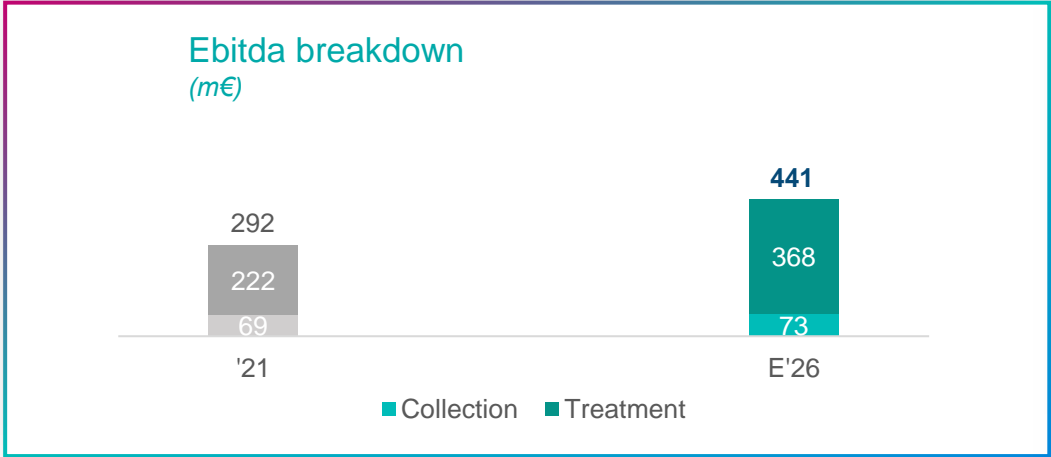 Ebitda breakdown
(m€)
292
222
69
'21
441
368
73
E'26
Collection Treatment